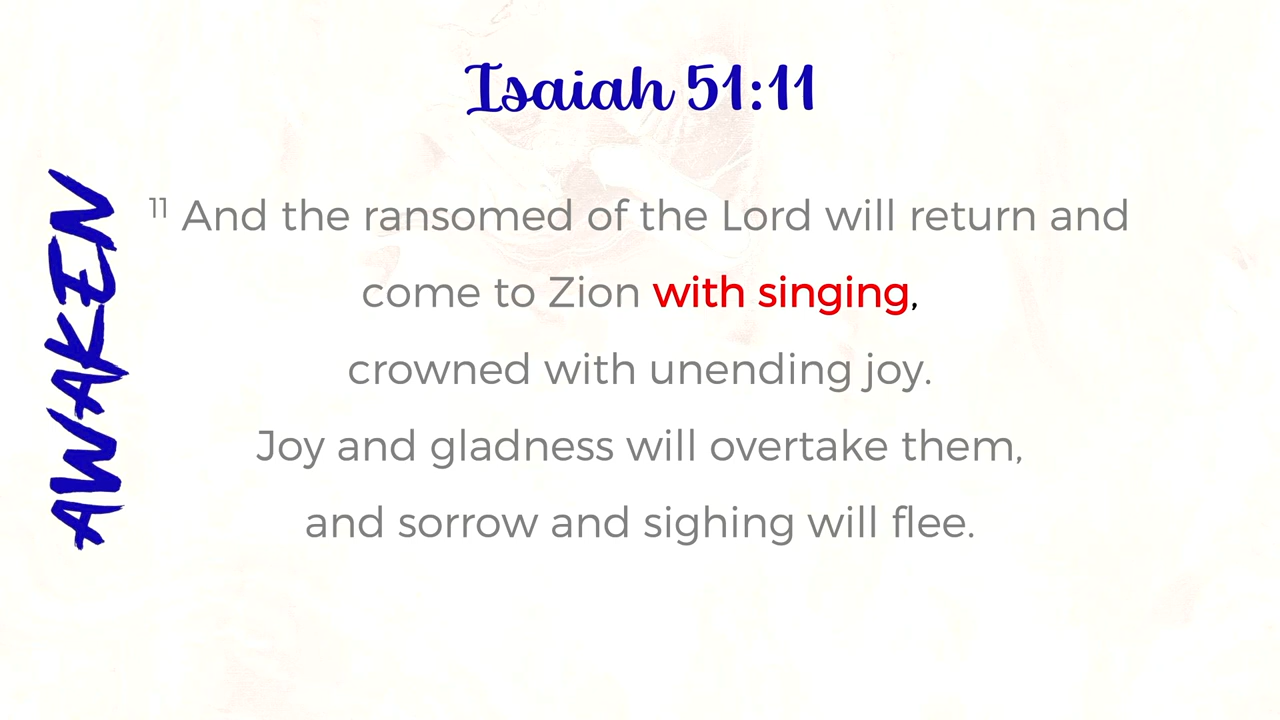 Isaiah 51:11
AWAKEN
11 And the ransomed of the Lord will return and
come to Zion with singing,
crowned with unending joy.
Joy and gladness will overtake them,
and sorrow and sighing will flee.